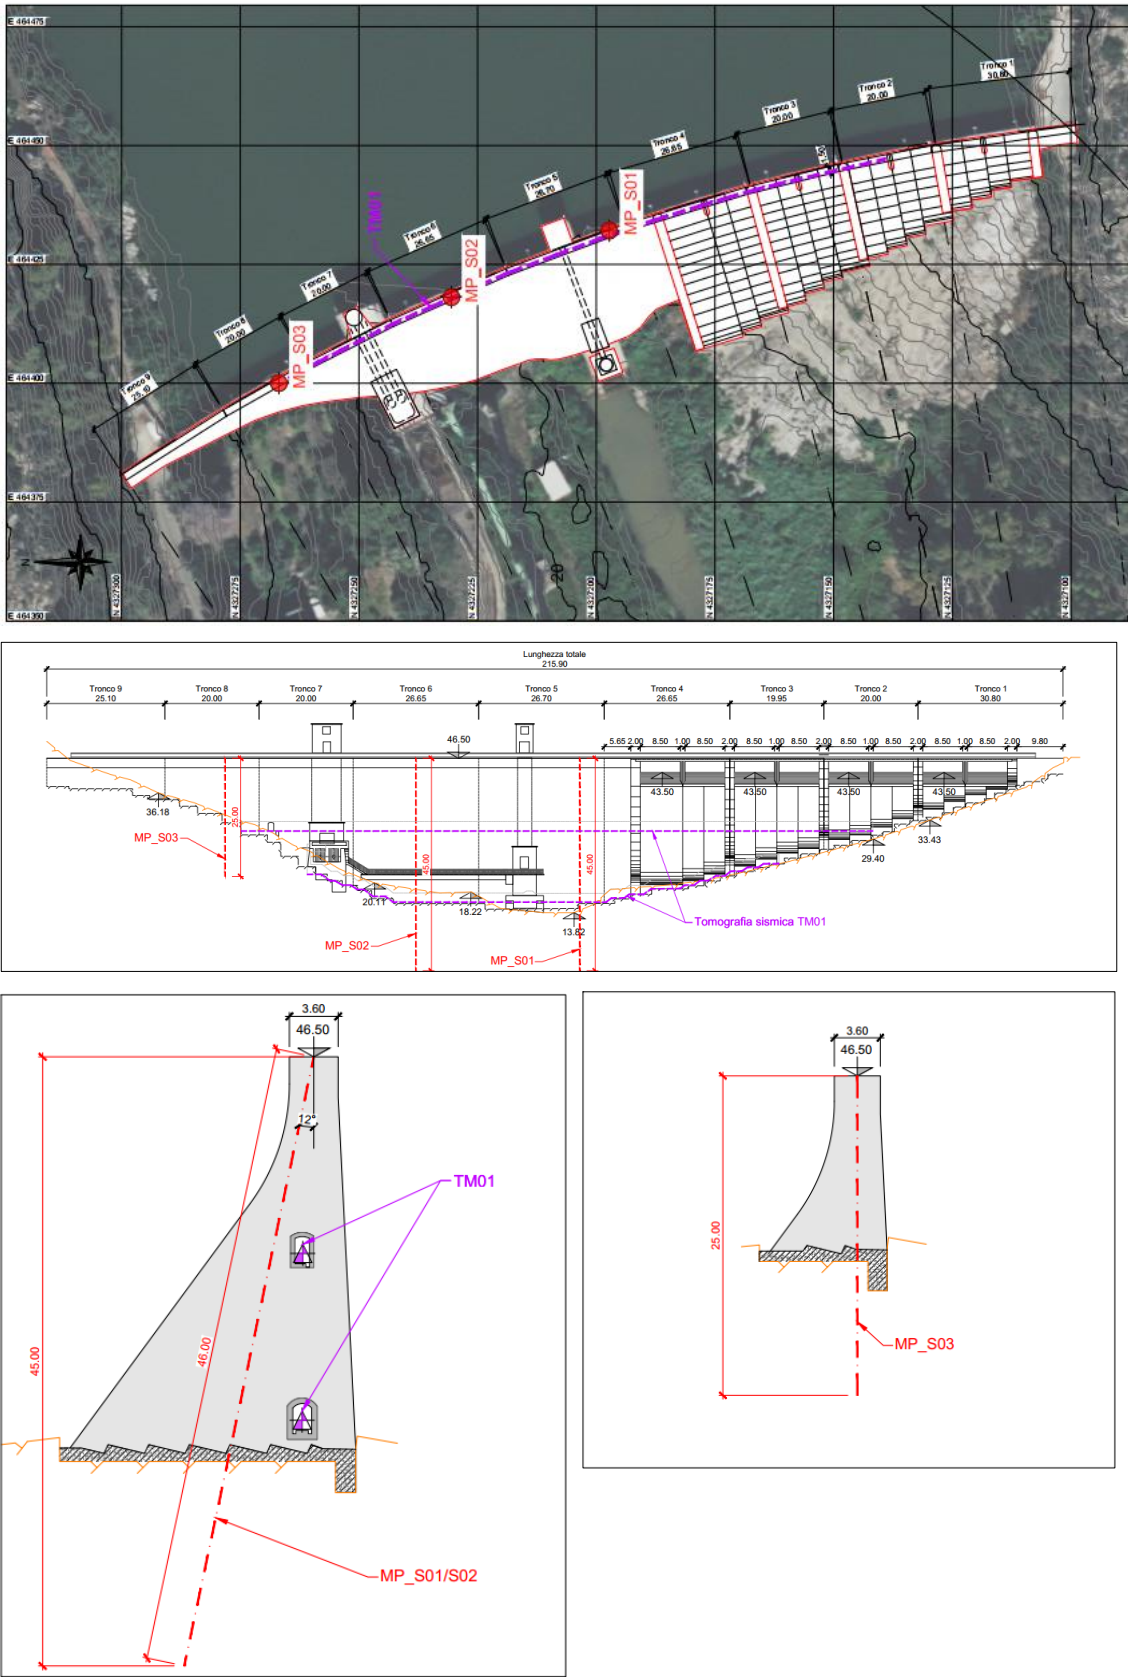 E 464475
Tronco 1
30.80
Tronco 2
20.00
Tronco 3
20.00
Tronco 4
26.65
E 464450
Tronco 5
26.70
MP_S01
TM01
Tronco 6
26.65
MP_S02
E 464425
Tronco 7
20.00
Tronco 8
20.00
MP_S03
Tronco 9
25.10
E 464400
E 464375
20
N
E 464350
N 4327300
N 4327275
N 4327250
N 4327225
N 4327200
N 4327175
N 4327150
N 4327125
N 4327100
Lunghezza totale
215.90
Tronco 9 Tronco 8 Tronco 7 Tronco 6 Tronco 5 Tronco 4 Tronco 3 Tronco 2 Tronco 1
25.10 20.00 20.00 26.65 26.70 26.65 19.95 20.00 30.80
5.65 2.00 8.50 1.00 8.50 2.00 8.50 1.00 8.50 2.00 8.50 1.00 8.50 2.00 8.50 1.00 8.50 2.00 9.80
46.50
43.50 43.50 43.50 43.50
36.18
25.00
MP_S03
33.43
29.40
45.00
45.00
20.11
18.22
13.82
Tomografia sismica TM01
MP_S02
MP_S01
3.60
46.50
12°
TM01
46.00
45.00
MP_S01/S02
3.60
46.50
25.00
MP_S03